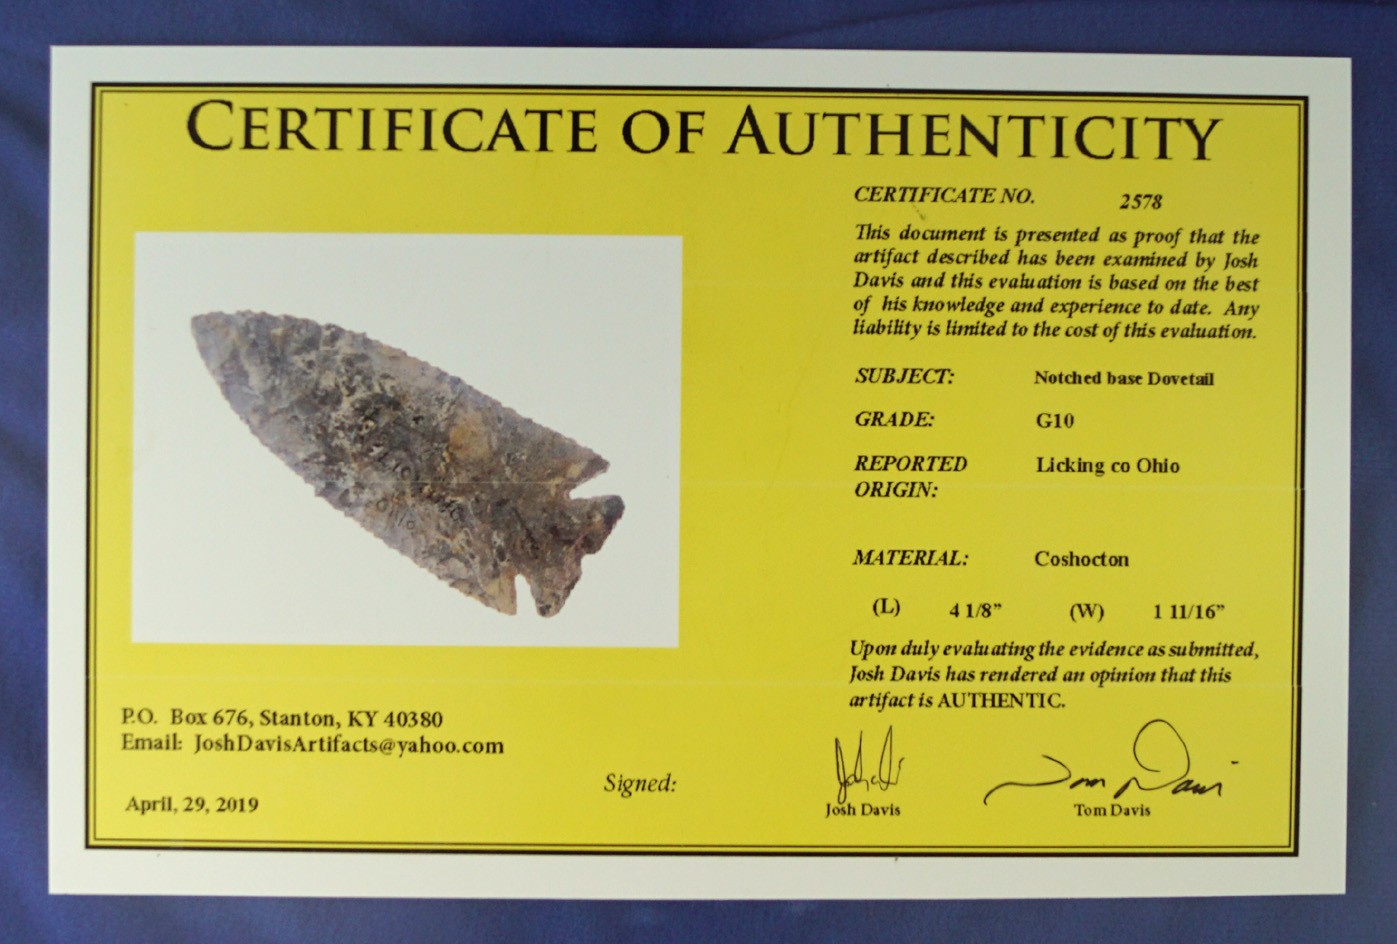 CERTIFICATE OF AUTHENTICITY
CERTIFICATE NO. 2578
This document is presented as proof that the
artifact described has been examined by Josh
Davis and this evaluation is based on the best
of his knowledge and experience to date. Any
liability is limited to the cost of this evaluation.
SUBJECT: Notched base Dovetail
GRADE: G10
REPORTED Licking co Ohio
ORIGIN:
MATERIAL: Coshocton
(L) 4 1/8” (W) 1 11/16”
Upon duly evaluating the evidence as submitted,
Josh Davis has rendered an opinion that this
artifact is AUTHENTIC.
Ohio
P.O. Box 676, Stanton, KY 40380
Email: JoshDavisArtifacts@yahoo.com
April, 29, 2019
Signed:
Tom Davis
Josh Davis
Tom Davis